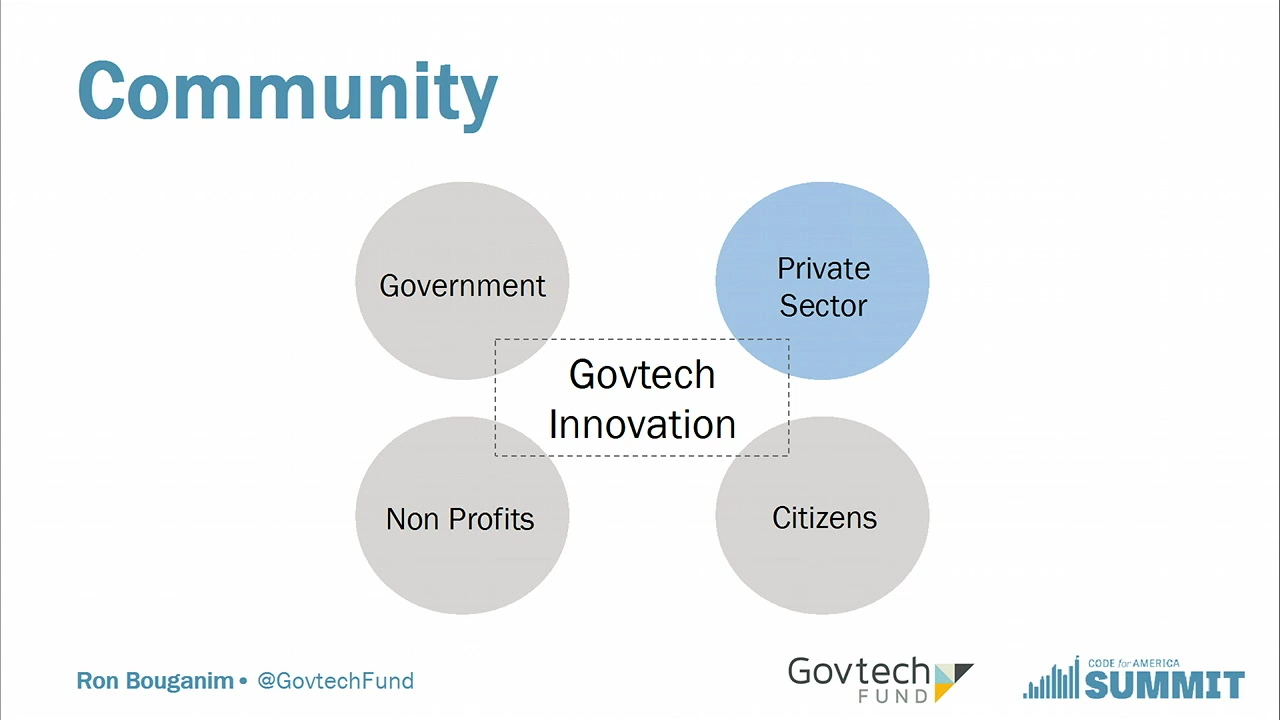 Community
Government
Private
Sector
Govtech
Innovation
Non Profits
Citizens
Ron Bouganim • @GovtechFund
Govtech
FUND
CODE for AMERICA
SUMMIT